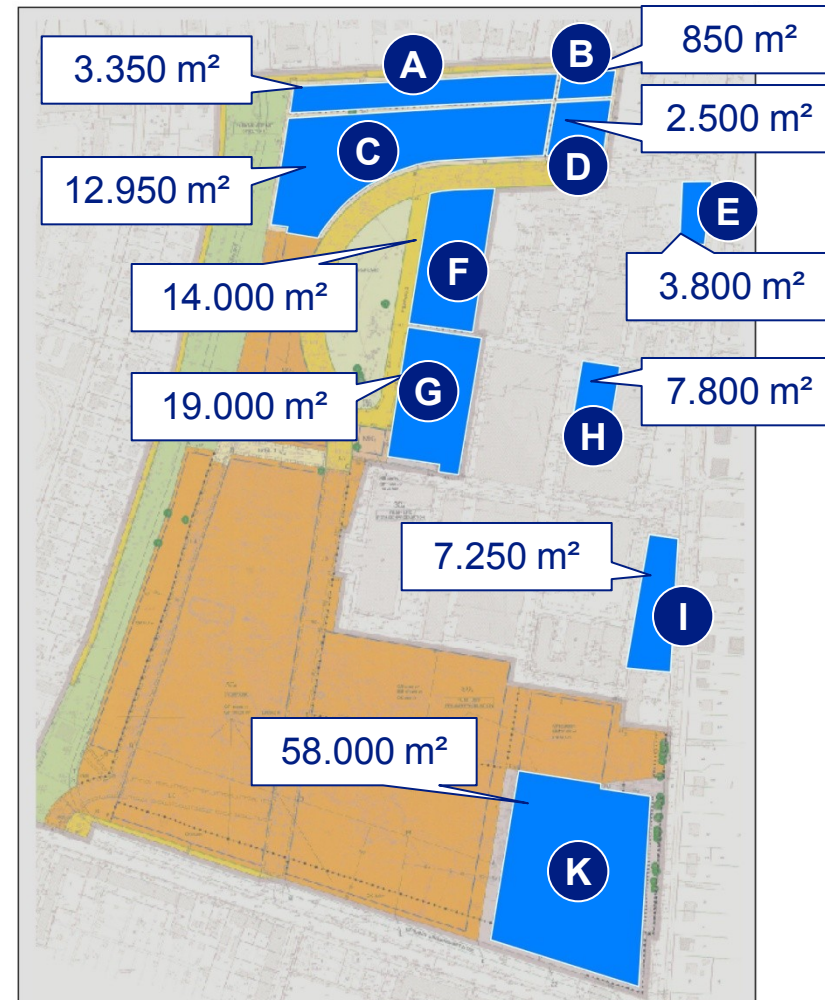 A
B
850 m²
3.350 m²
2.500 m²
C
D
12.950 m²
E
F
3.800 m²
14.000 m²
G
7.800 m²
19.000 m²
H
7.250 m²
I
58.000 m²
K